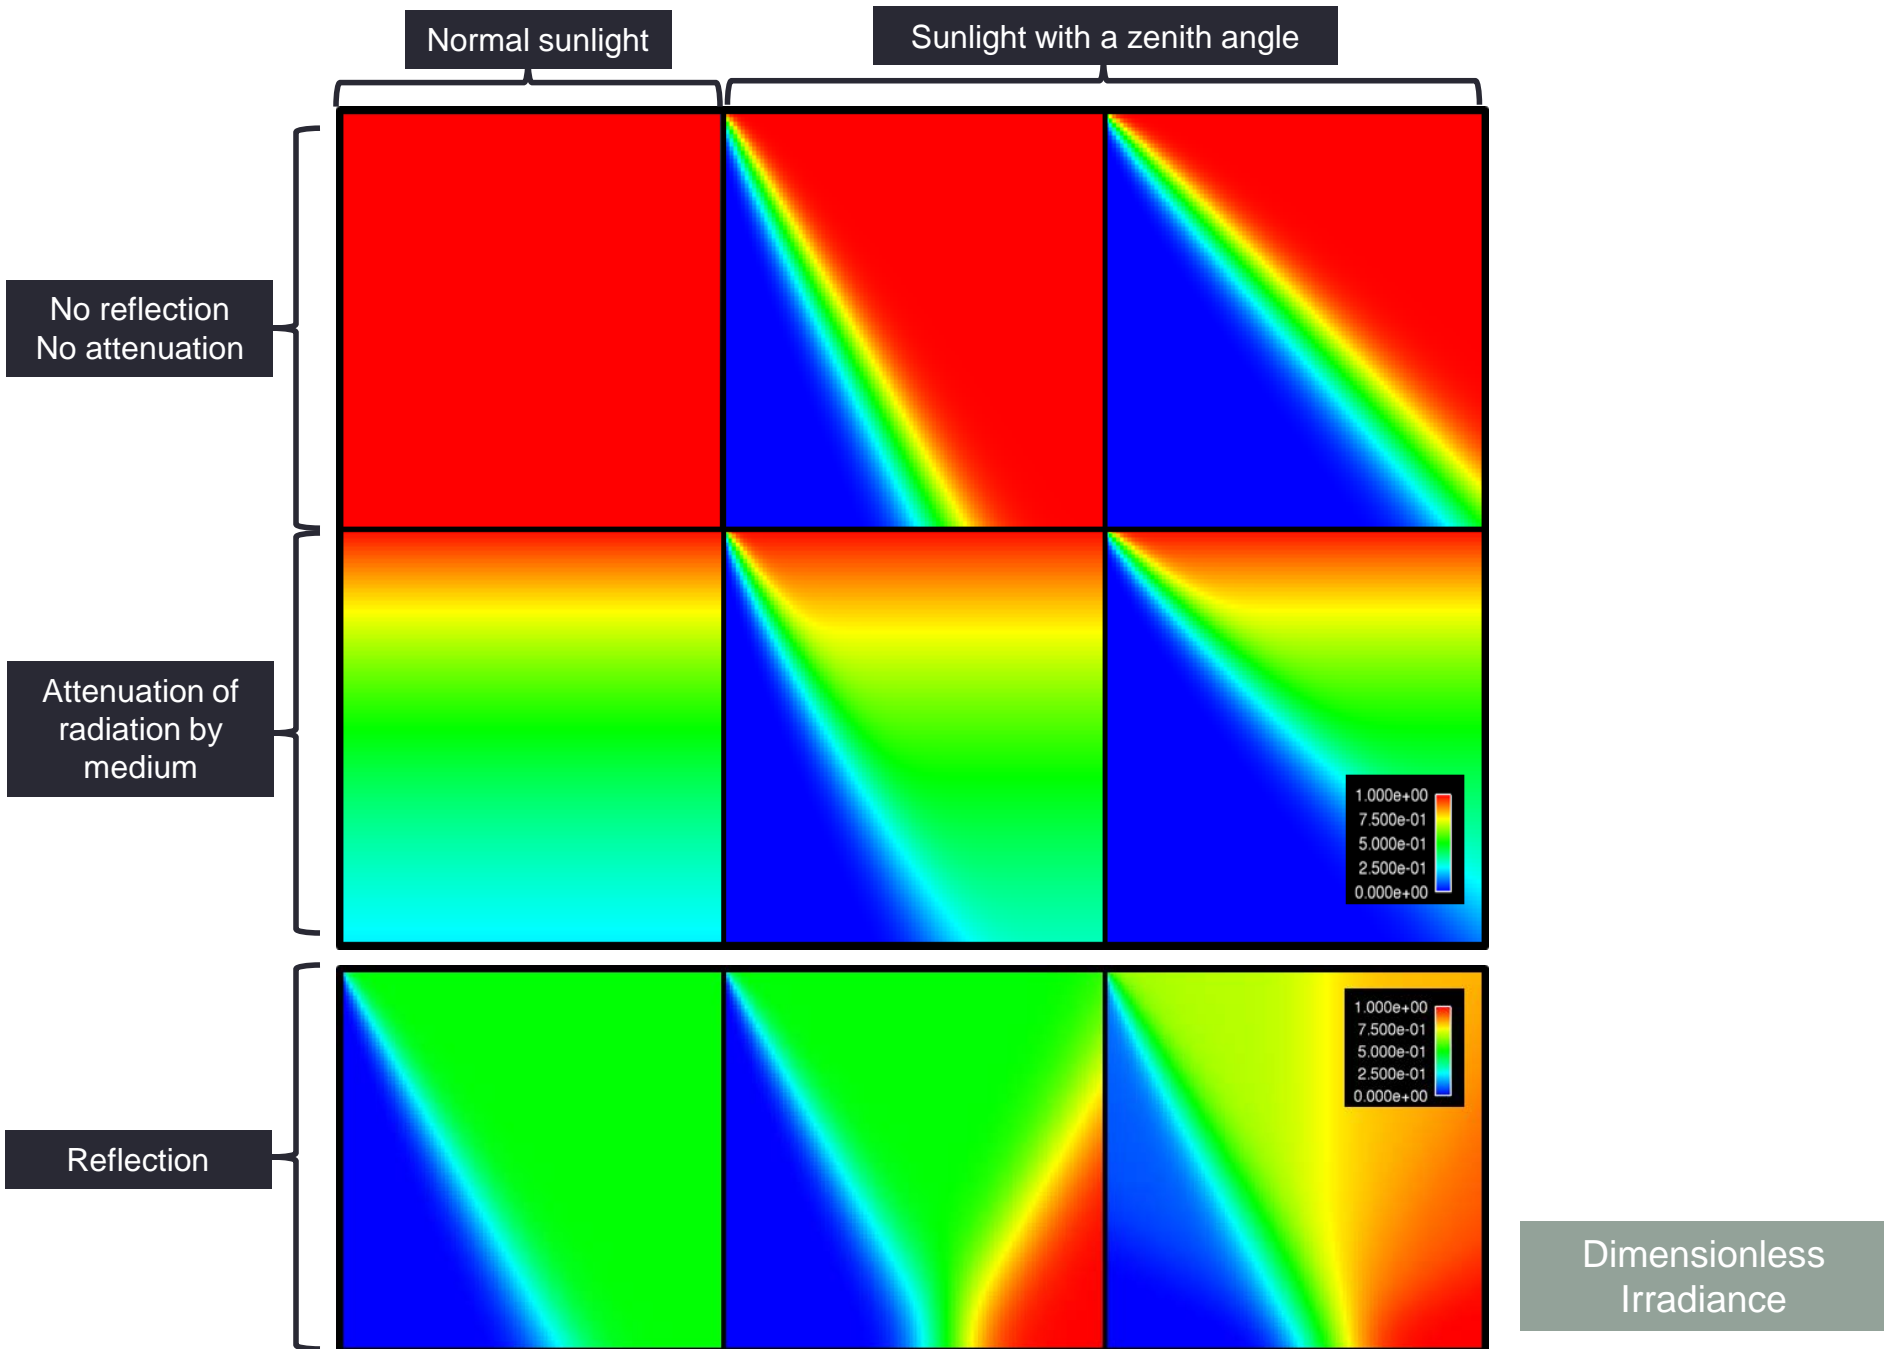 Normal sunlight
Sunlight with a zenith angle
No reflection
No attenuation
Attenuation of
radiation by
medium
1.000e+00
7.500e-01
5.000e-01
2.500e-01
0.000e+00
Reflection
1.000e+00
7.500e-01
5.000e-01
2.500e-01
0.000e+00
Dimensionless
Irradiance